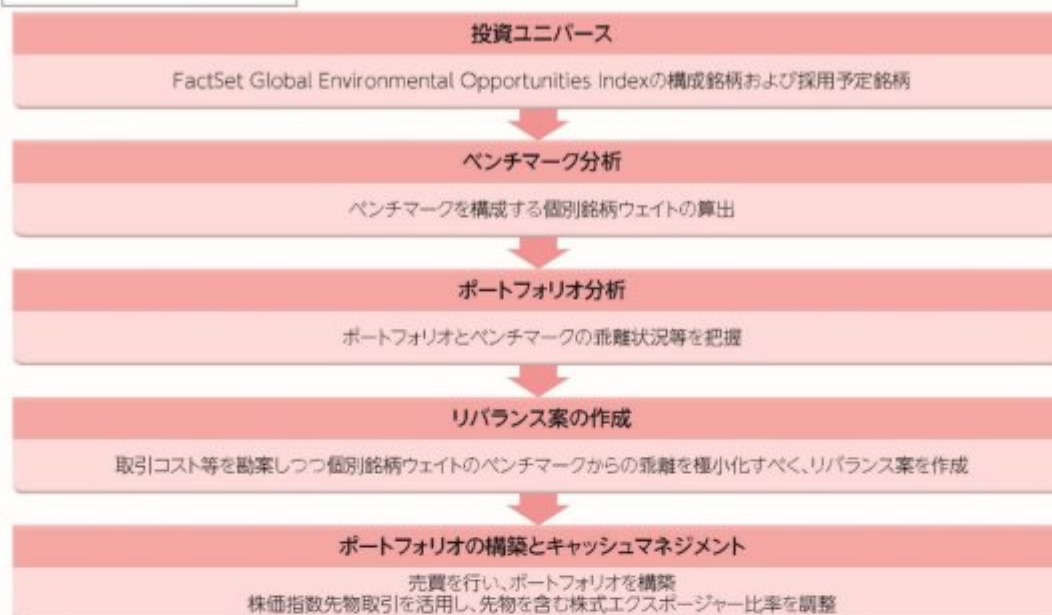 投資ユニバース
FactSet Global Environmental Opportunities Indexの構成銘柄および採用予定銘柄
ベンチマーク分析
ベンチマークを構成する個別銘柄ウェイトの算出
ポートフォリオ分析
ポートフォリオとベンチマークの乖離状況等を把握
リバランス案の作成
取引コスト等を勘案しつつ個別銘柄ウェイトのベンチマークからの乖離を極小化すべく、リバランス案を作成
ポートフォリオの構築とキャッシュマネジメント
売買を行い、ポートフォリオを構築
株価指数先物取引を活用し、先物を含む株式エクスポージャー比率を調整